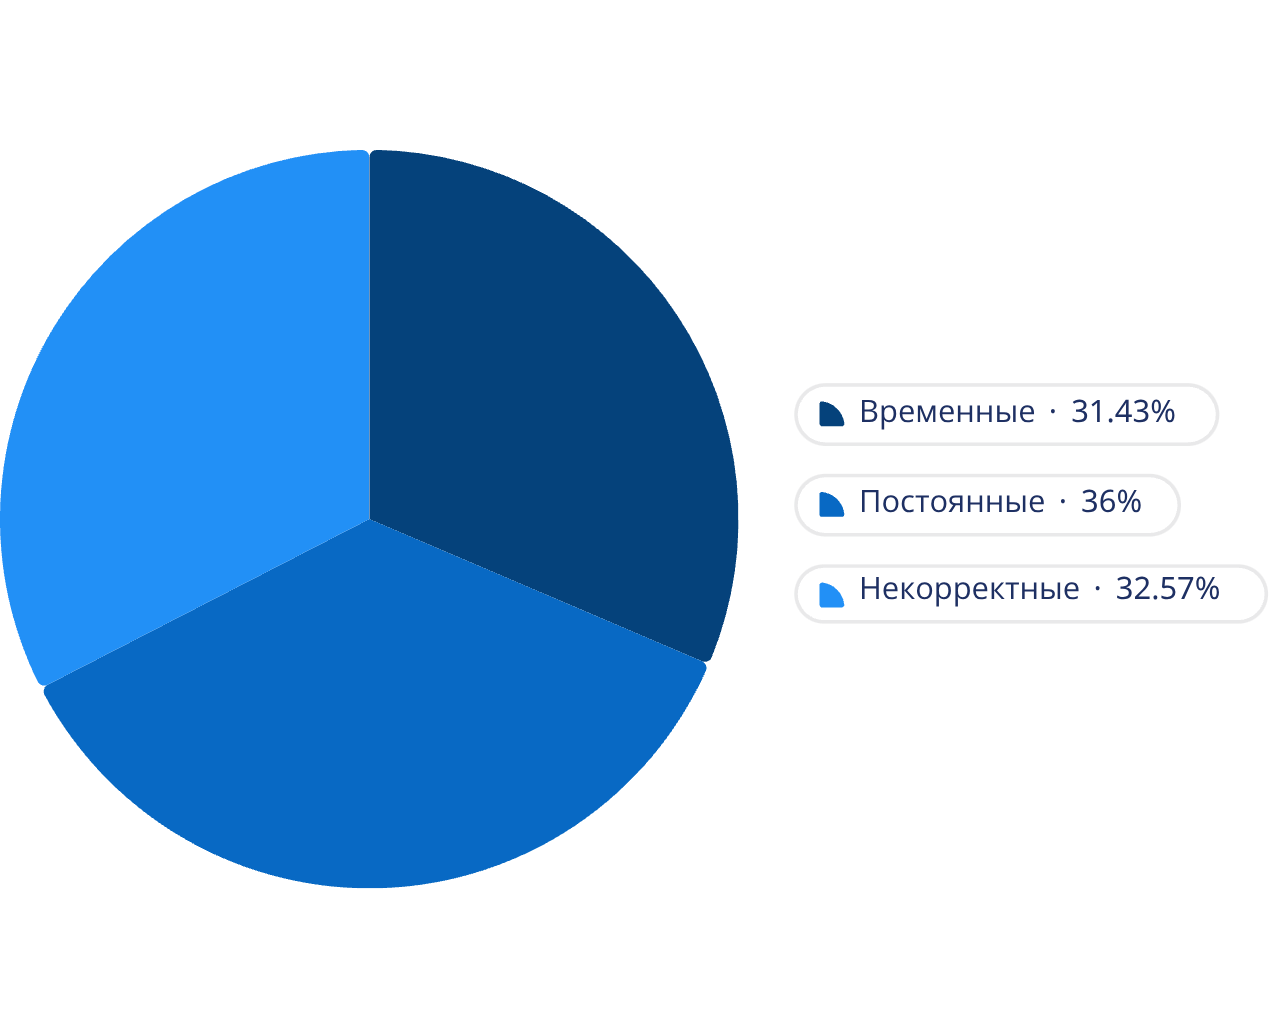 Временные · 31.43%
Постоянные · 36%
Некорректные · 32.57%